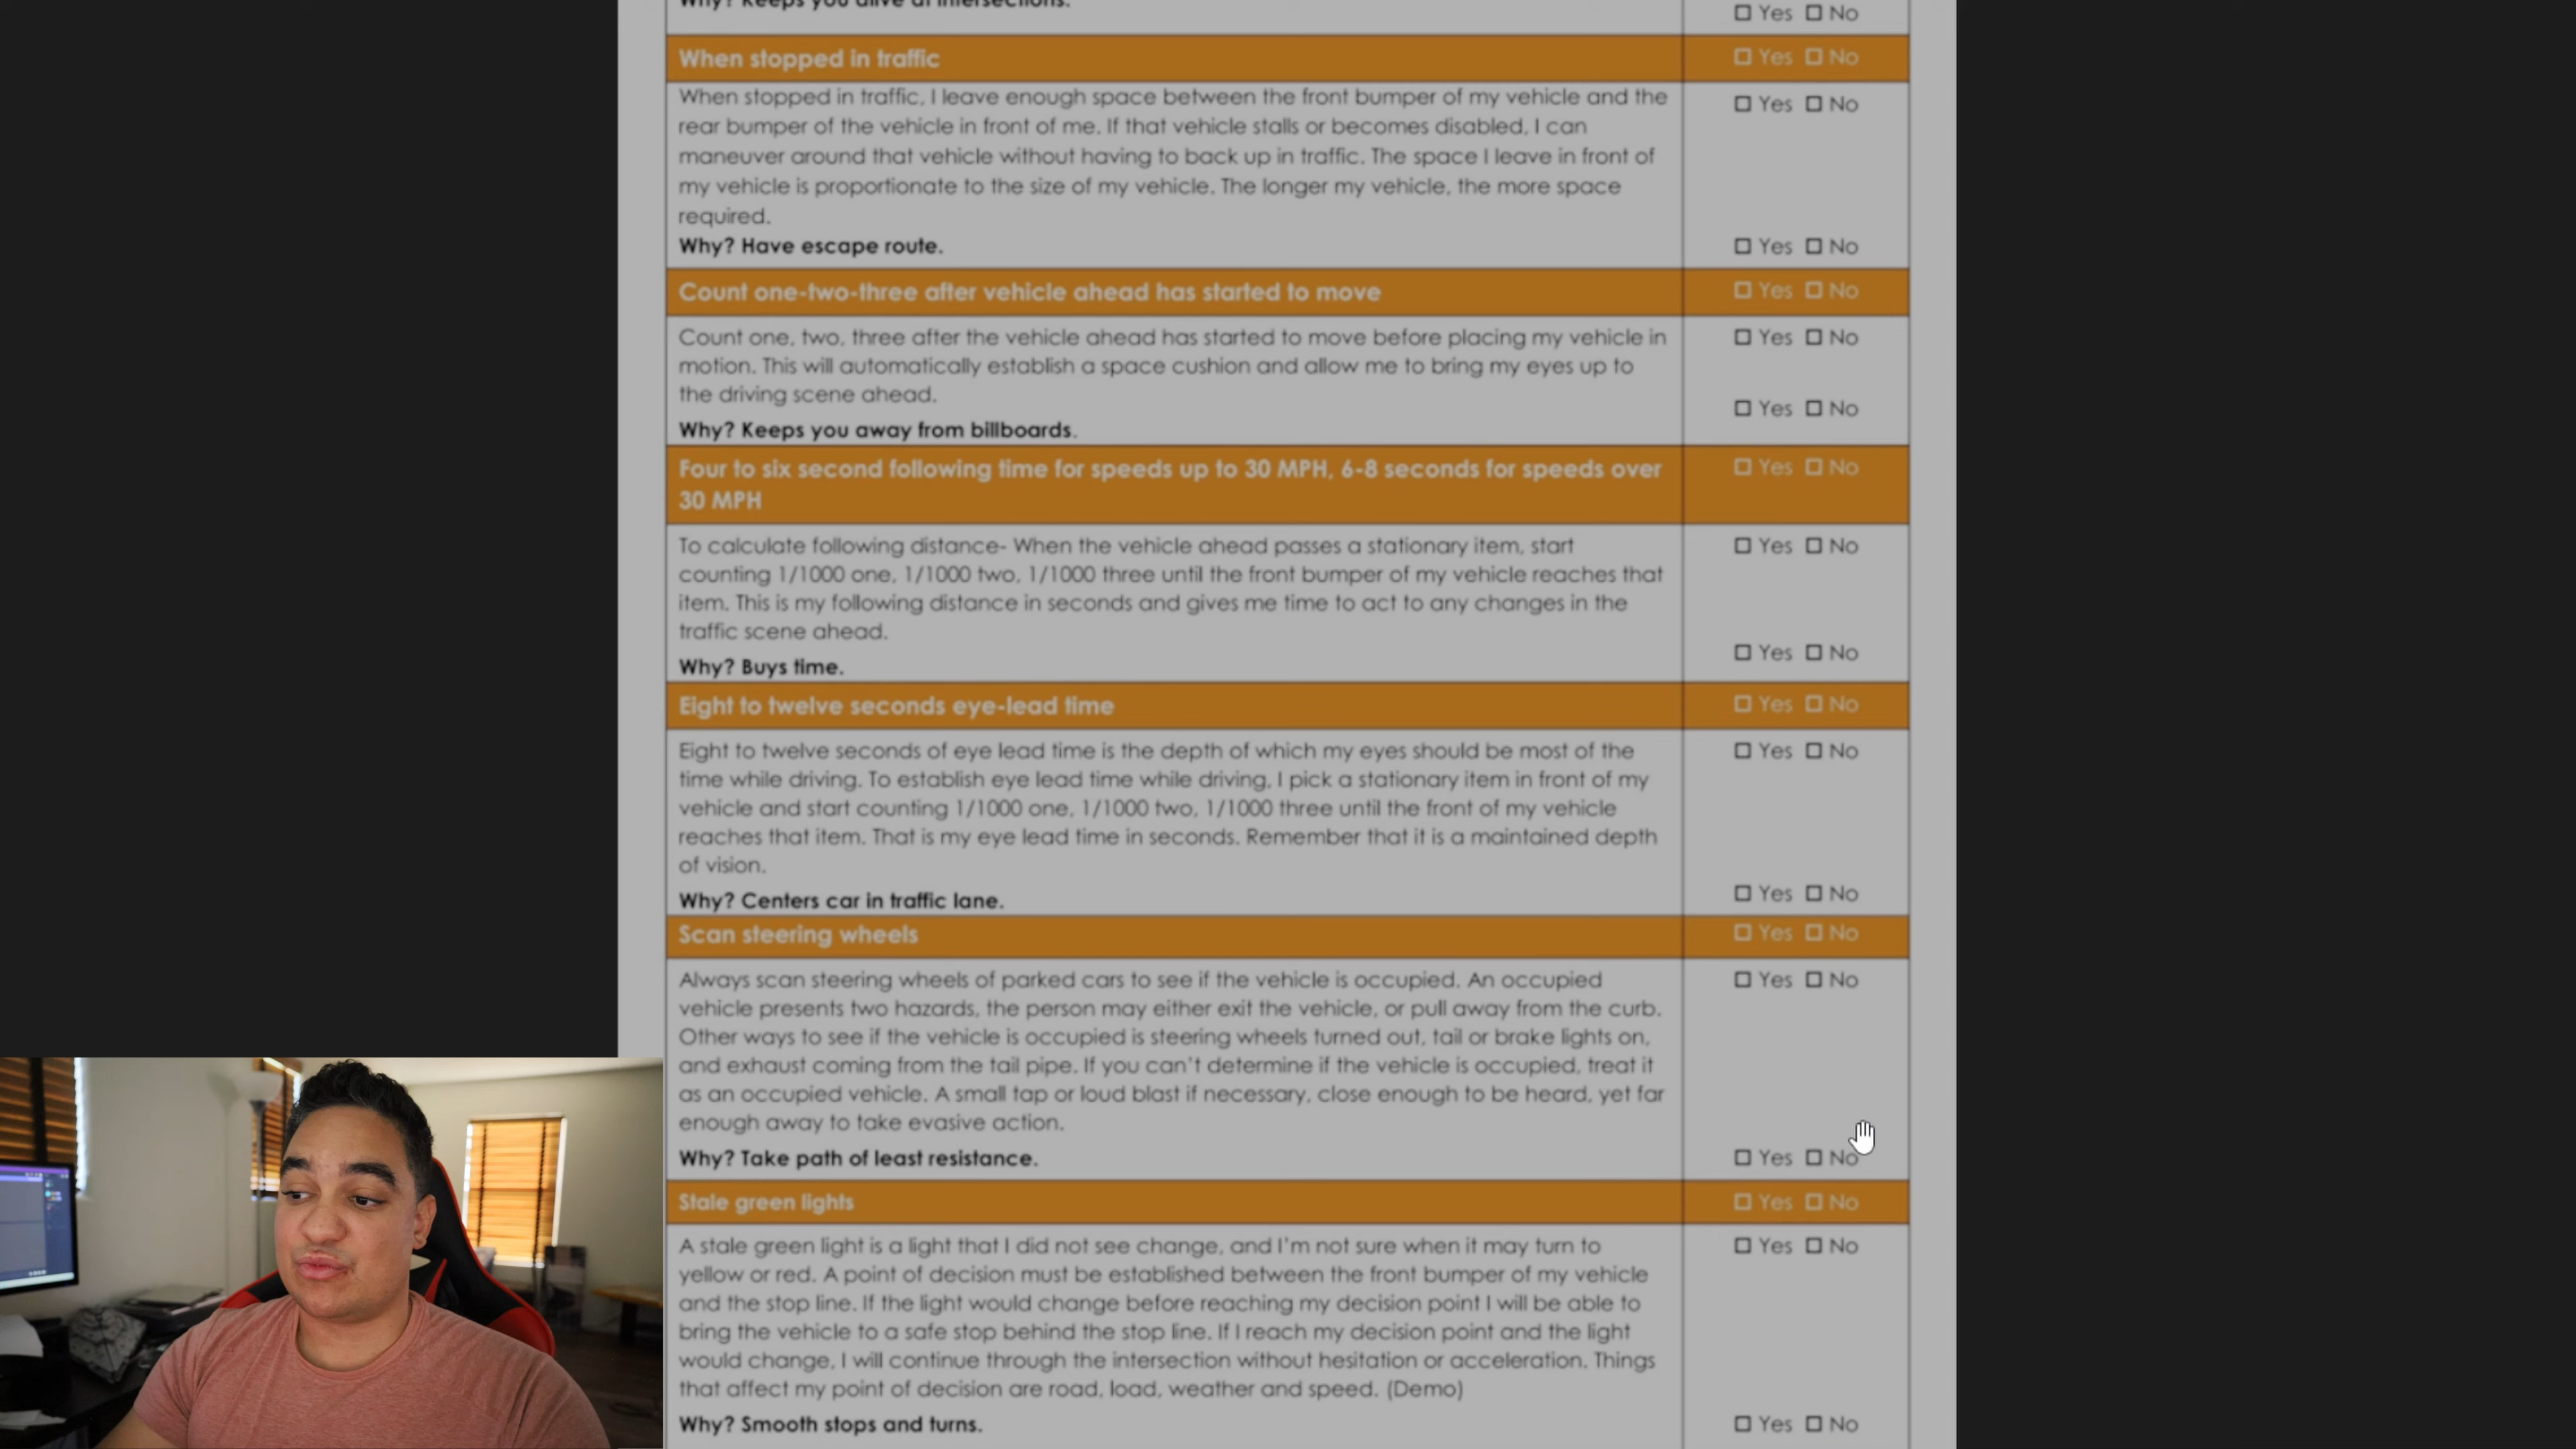 Why? Keeps you alive at intersections.
☐ Yes ☐ No
When stopped in traffic
☐ Yes ☐ No
When stopped in traffic, I leave enough space between the front bumper of my vehicle and the
☐ Yes ☐ No
rear bumper of the vehicle in front of me. If that vehicle stalls or becomes disabled, I can
maneuver around that vehicle without having to back up in traffic. The space I leave in front of
my vehicle is proportionate to the size of my vehicle. The longer my vehicle, the more space
required.
Why? Have escape route.
☐ Yes ☐ No
Count one-two-three after vehicle ahead has started to move
☐ Yes ☐ No
Count one, two, three after the vehicle ahead has started to move before placing my vehicle in
☐ Yes ☐ No
motion. This will automatically establish a space cushion and allow me to bring my eyes up to
the driving scene ahead.
☐ Yes ☐ No
Why? Keeps you away from billboards.
Four to six second following time for speeds up to 30 MPH, 6-8 seconds for speeds over
☐ Yes ☐ No
30 MPH
To calculate following distance- When the vehicle ahead passes a stationary item, start
☐ Yes ☐ No
counting 1/1000 one, 1/1000 two, 1/1000 three until the front bumper of my vehicle reaches that
item. This is my following distance in seconds and gives me time to act to any changes in the
traffic scene ahead.
☐ Yes ☐ No
Why? Buys time.
Eight to twelve seconds eye-lead time
☐ Yes ☐ No
Eight to twelve seconds of eye lead time is the depth of which my eyes should be most of the
☐ Yes ☐ No
time while driving. To establish eye lead time while driving, I pick a stationary item in front of my
vehicle and start counting 1/1000 one, 1/1000 two, 1/1000 three until the front of my vehicle
reaches that item. That is my eye lead time in seconds. Remember that it is a maintained depth
of vision.
Why? Centers car in traffic lane.
☐ Yes ☐ No
Scan steering wheels
☐ Yes ☐ No
Always scan steering wheels of parked cars to see if the vehicle is occupied. An occupied
☐ Yes ☐ No
vehicle presents two hazards, the person may either exit the vehicle, or pull away from the curb.
Other ways to see if the vehicle is occupied is steering wheels turned out, tail or brake lights on,
and exhaust coming from the tail pipe. If you can't determine if the vehicle is occupied, treat it
as an occupied vehicle. A small tap or loud blast if necessary, close enough to be heard, yet far
enough away to take evasive action.
Why? Take path of least resistance.
☐ Yes ☐ No
Stale green lights
☐ Yes ☐ No
A stale green light is a light that I did not see change, and I'm not sure when it may turn to
☐ Yes ☐ No
yellow or red. A point of decision must be established between the front bumper of my vehicle
and the stop line. If the light would change before reaching my decision point I will be able to
bring the vehicle to a safe stop behind the stop line. If I reach my decision point and the light
would change, I will continue through the intersection without hesitation or acceleration. Things
that affect my point of decision are road, load, weather and speed. (Demo)
Why? Smooth stops and turns.
☐ Yes ☐ No